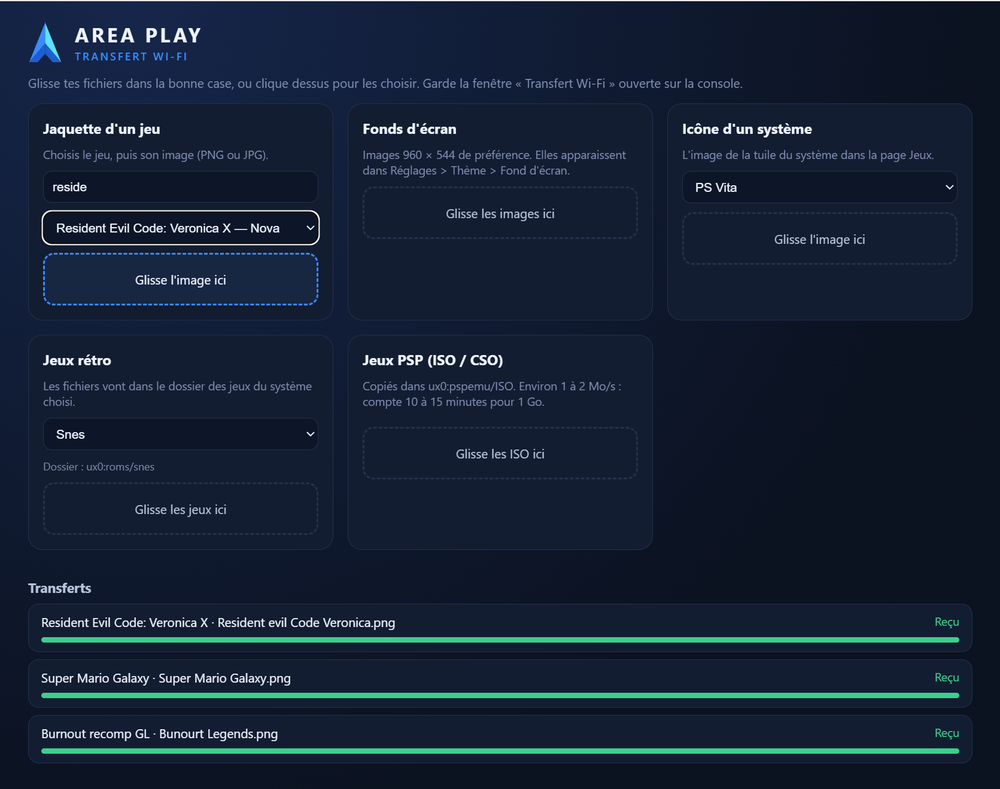 AREA PLAY
TRANSFERT WI-FI
Glisse tes fichiers dans la bonne case, ou clique dessus pour les choisir. Garde la fenêtre « Transfert Wi-Fi » ouverte sur la console.
Jaquette d'un jeu
Choisis le jeu, puis son image (PNG ou JPG).
reside
Resident Evil Code: Veronica X — Nova
Glisse l'image ici
Fonds d'écran
Images 960 × 544 de préférence. Elles apparaissent
dans Réglages > Thème > Fond d'écran.
Glisse les images ici
Icône d'un système
L'image de la tuile du système dans la page Jeux.
PS Vita
Glisse l'image ici
Jeux rétro
Les fichiers vont dans le dossier des jeux du système
choisi.
Snes
Dossier : ux0:roms/snes
Glisse les jeux ici
Jeux PSP (ISO / CSO)
Copiés dans ux0:pspemu/ISO. Environ 1 à 2 Mo/s :
compte 10 à 15 minutes pour 1 Go.
Glisse les ISO ici
Transferts
Resident Evil Code: Veronica X · Resident evil Code Veronica.png
Reçu
Super Mario Galaxy · Super Mario Galaxy.png
Reçu
Burnout recomp GL · Bunourt Legends.png
Reçu